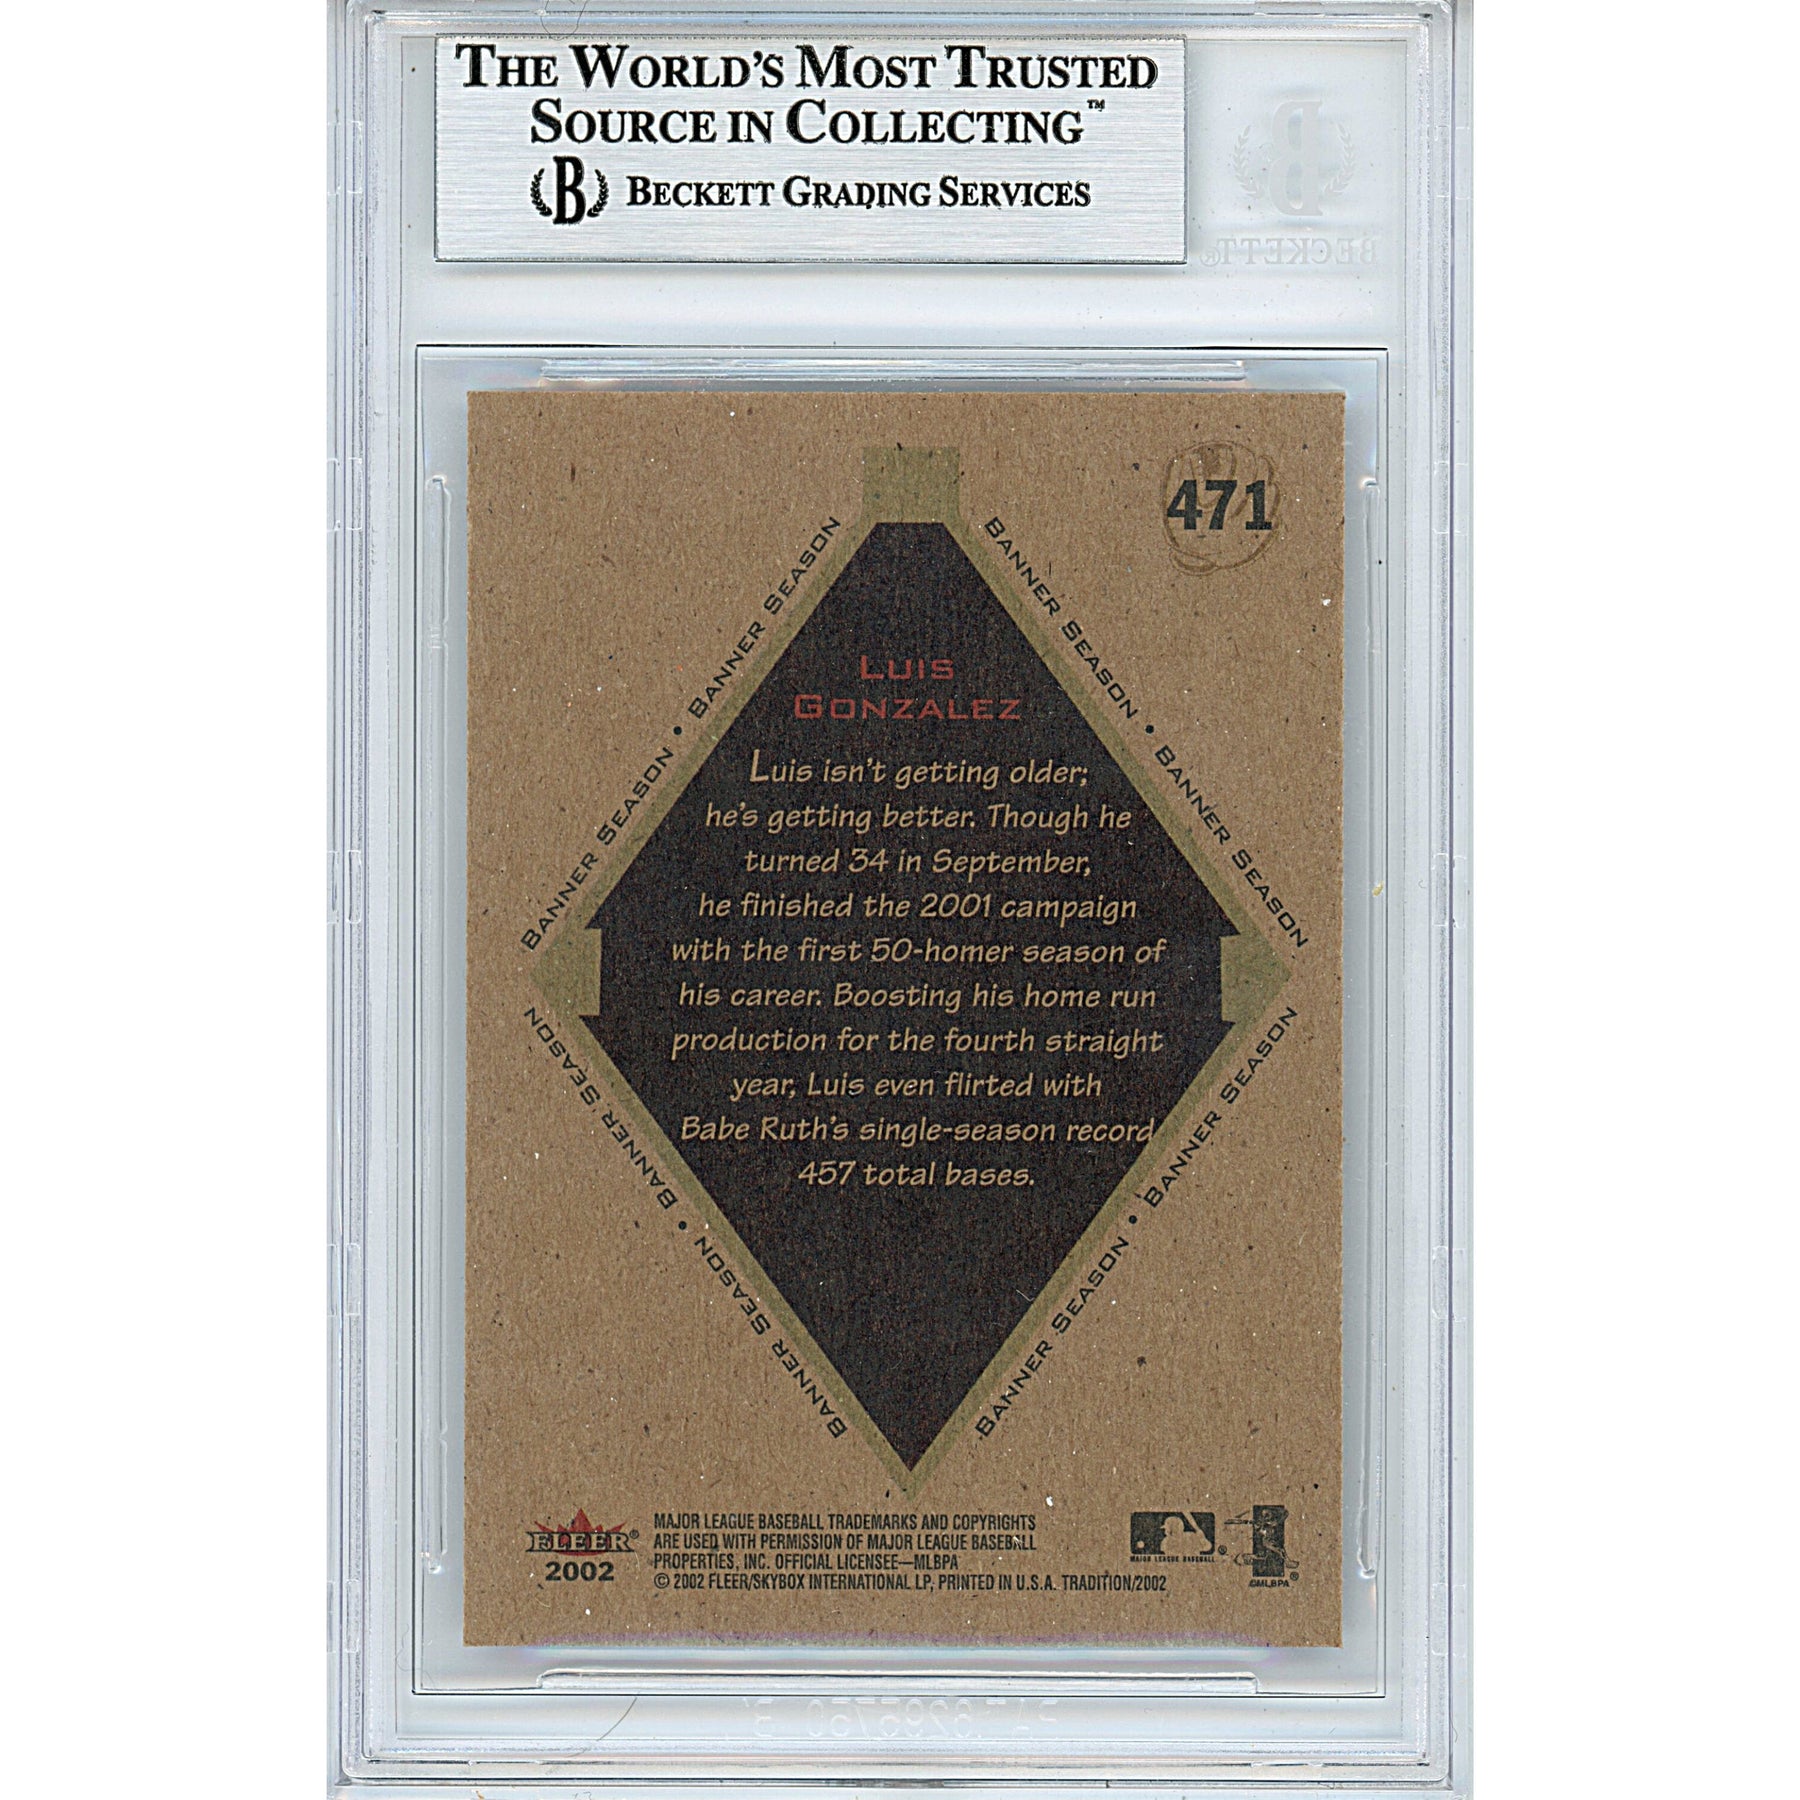 THE WORLD'S MOST TRUSTED
SOURCE IN COLLECTING™
B BECKETT GRADING SERVICES
BECKETT®
471
BANNER SEASON • BANNER SEASON
BANNER SEASON • BANNER SEASON
LUIS
GONZALEZ
Luis isn't getting older;
he's getting better. Though he
turned 34 in September,
he finished the 2001 campaign
with the first 50-homer season of
his career. Boosting his home run
production for the fourth straight
year, Luis even flirted with
Babe Ruth's single-season record
457 total bases.
BANNER SEASON • BANNER SEASON
BANNER SEASON • BANNER SEASON
FLEER®
2002
MAJOR LEAGUE BASEBALL TRADEMARKS AND COPYRIGHTS
ARE USED WITH PERMISSION OF MAJOR LEAGUE BASEBALL
PROPERTIES, INC. OFFICIAL LICENSEE—MLBPA
© 2002 FLEER/SKYBOX INTERNATIONAL LP, PRINTED IN U.S.A. TRADITION/2002
MAJOR LEAGUE BASEBALL®
©MLBPA®